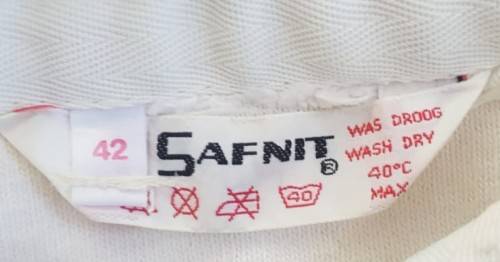 42
SAFNIT®
WAS DROOG
WASH DRY
40°C
MAX
40